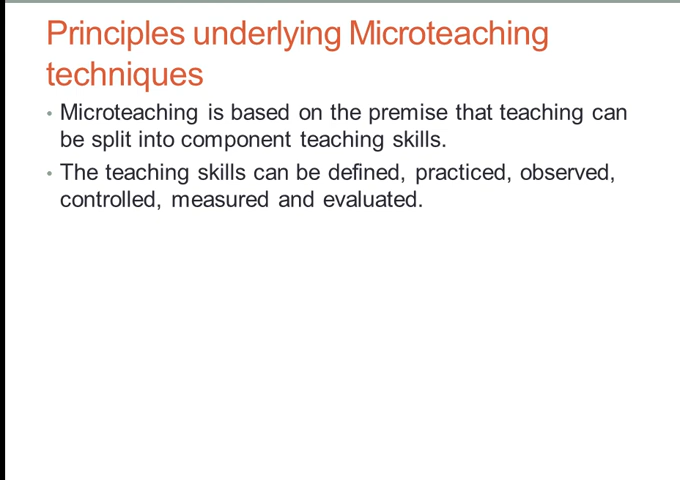 Principles underlying Microteaching
techniques
• Microteaching is based on the premise that teaching can
be split into component teaching skills.
• The teaching skills can be defined, practiced, observed,
controlled, measured and evaluated.